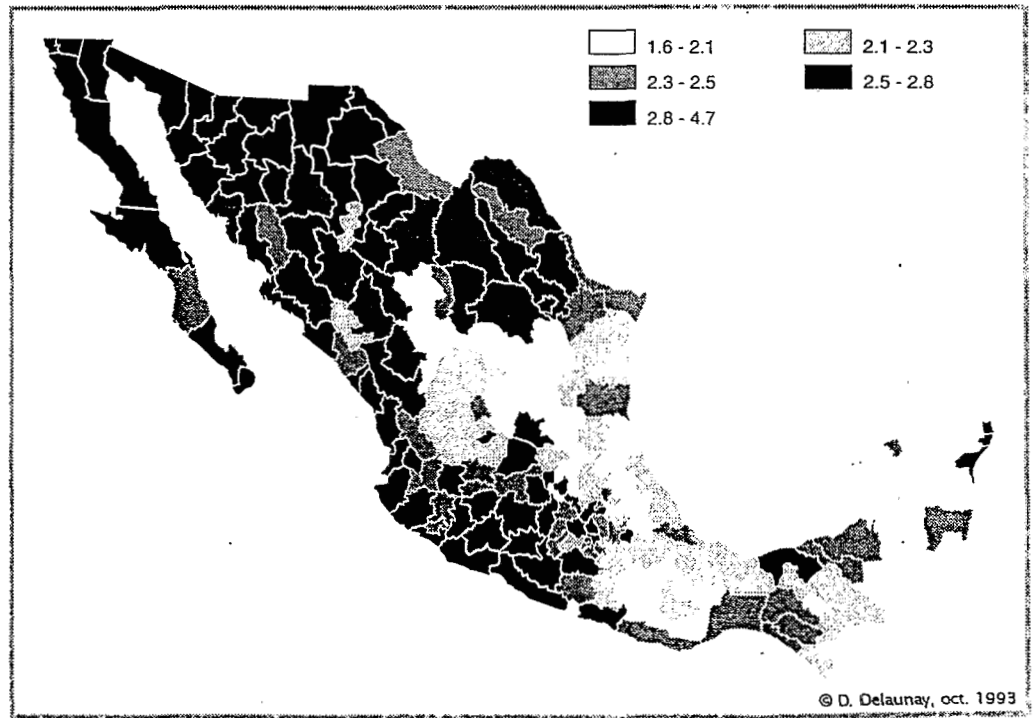 1.6 - 2.1
2.1 - 2.3
2.3 - 2.5
2.5 - 2.8
2.8 - 4.7
© D. Delaunay, oct. 1993